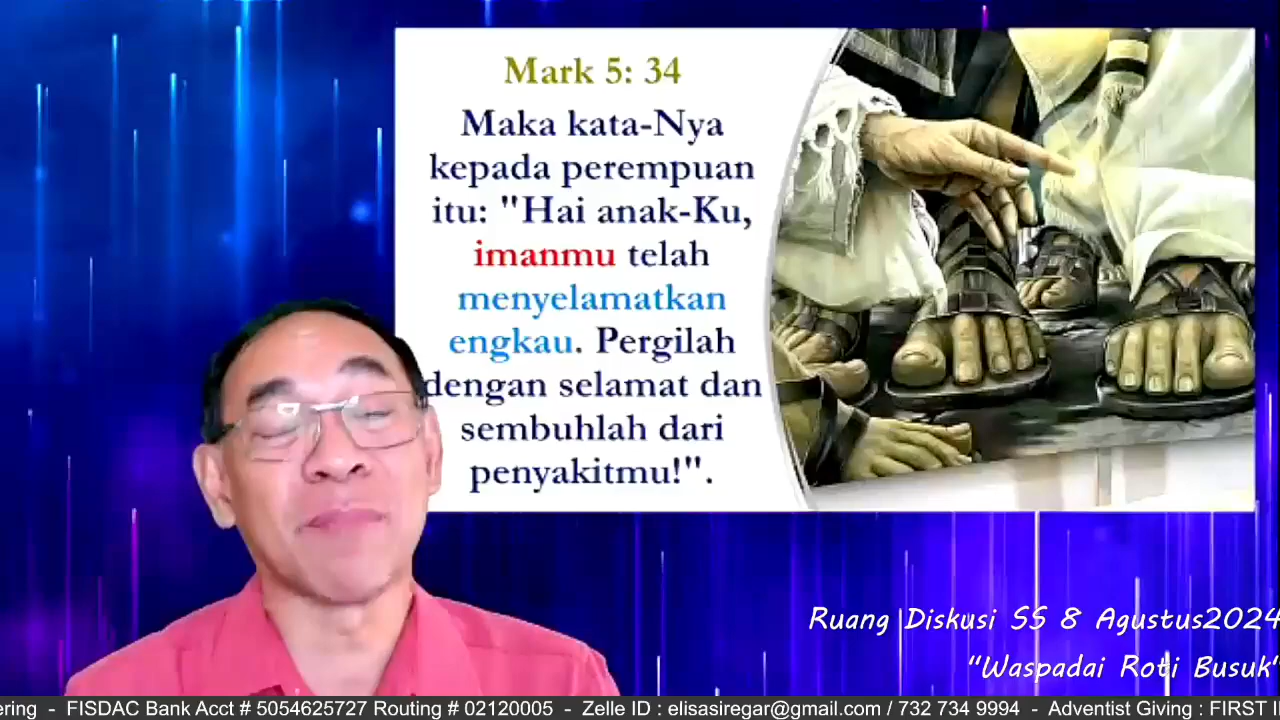 Mark 5: 34
Maka kata-Nya
kepada perempuan
itu: "Hai anak-Ku,
imanmu telah
menyelamatkan
engkau. Pergilah
dengan selamat dan
sembuhlah dari
penyakitmu!".
Ruang Diskusi SS 8 Agustus2024
"Waspadai Roti Busuk"
ering - FISDAC Bank Acct # 5054625727 Routing # 02120005 - Zelle ID : elisasiregar@gmail.com / 732 734 9994 - Adventist Giving : FIRST I